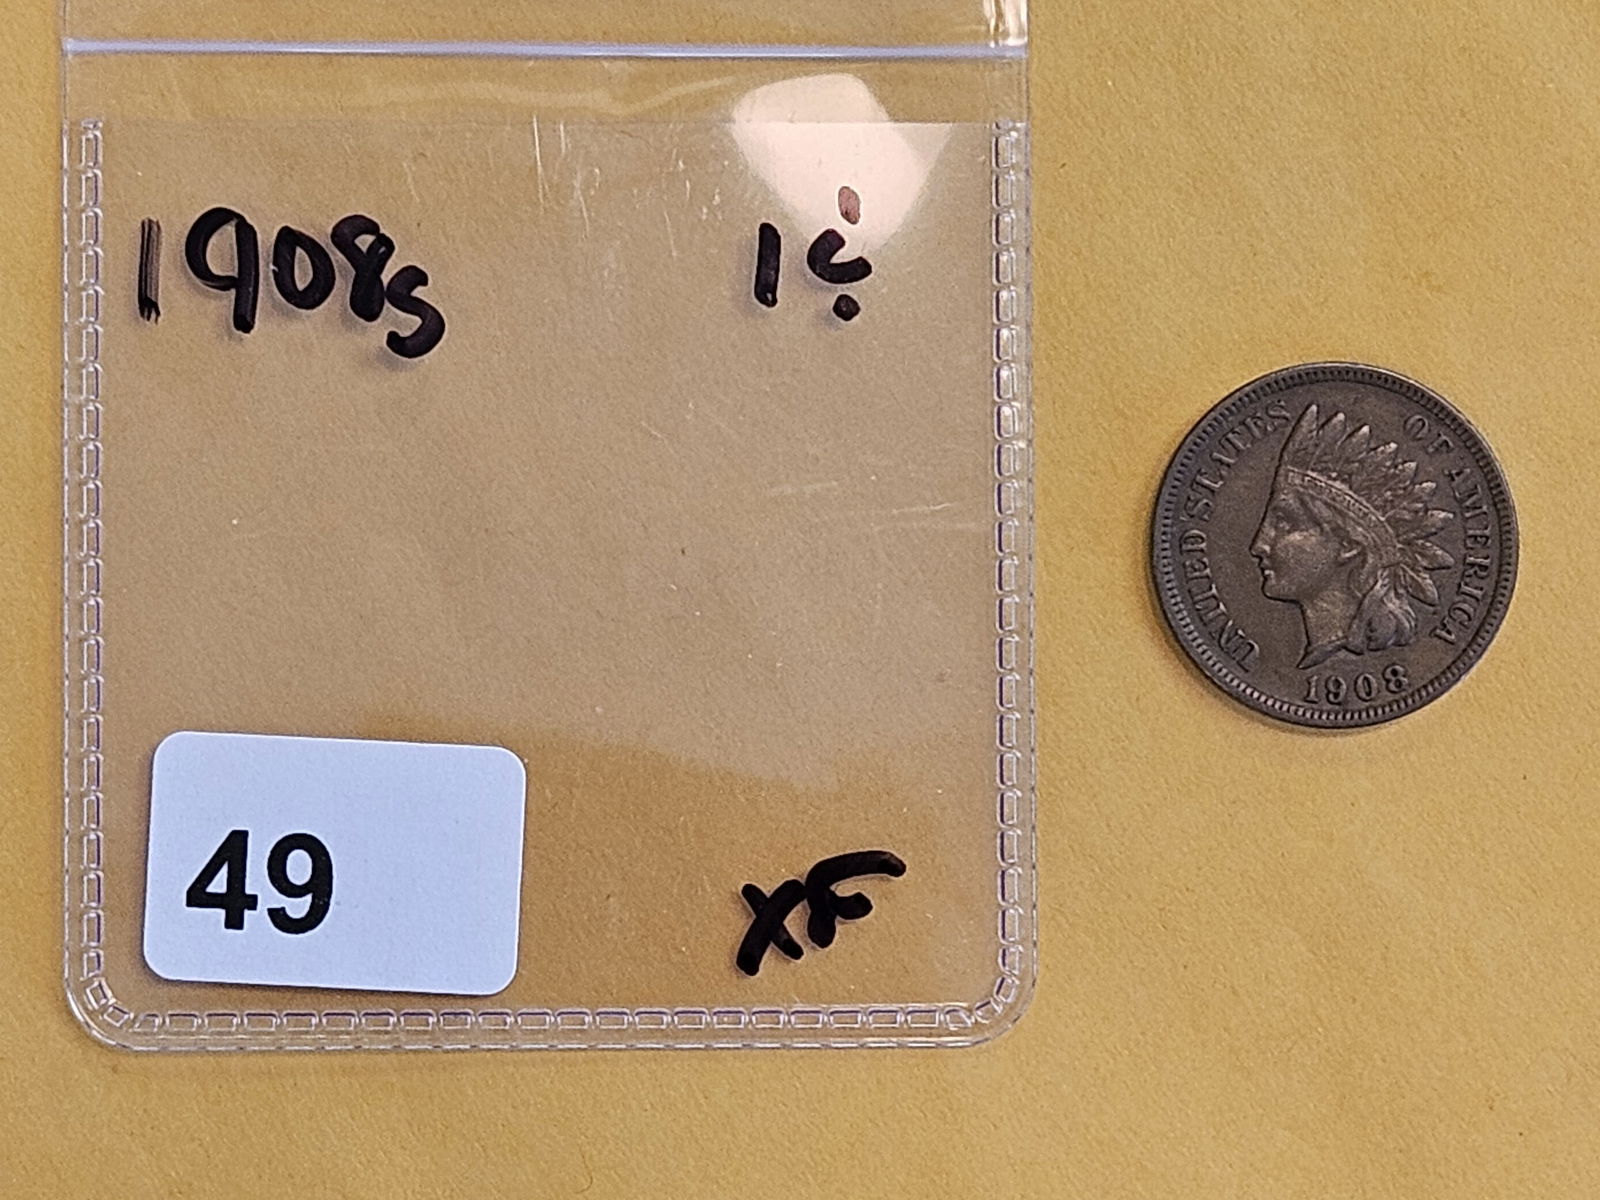 1908s 1¢
49
XF
UNITED STATES OF AMERICA
1908